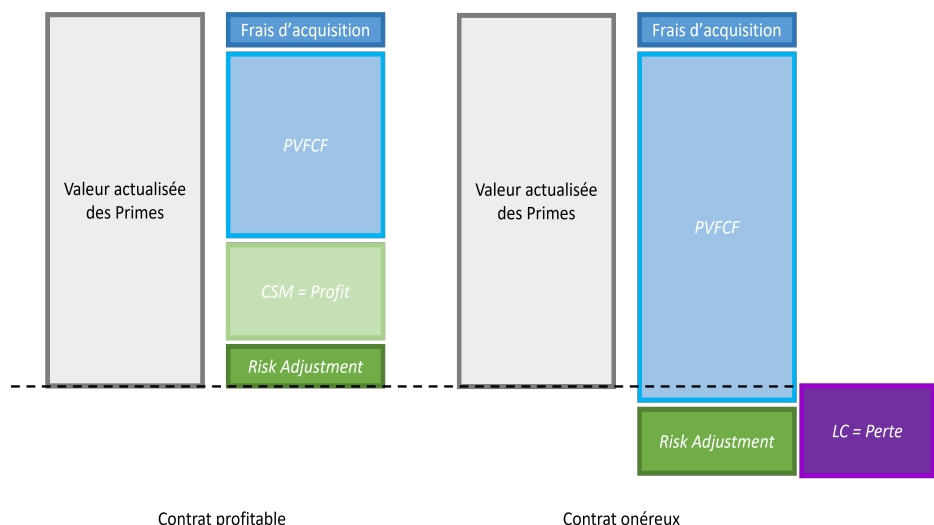 Frais d'acquisition
PVFCF
Valeur actualisée
des Primes
CSM = Profit
Risk Adjustment
Contrat profitable
Frais d'acquisition
Valeur actualisée
des Primes
PVFCF
Risk Adjustment
LC = Perte
Contrat onéreux